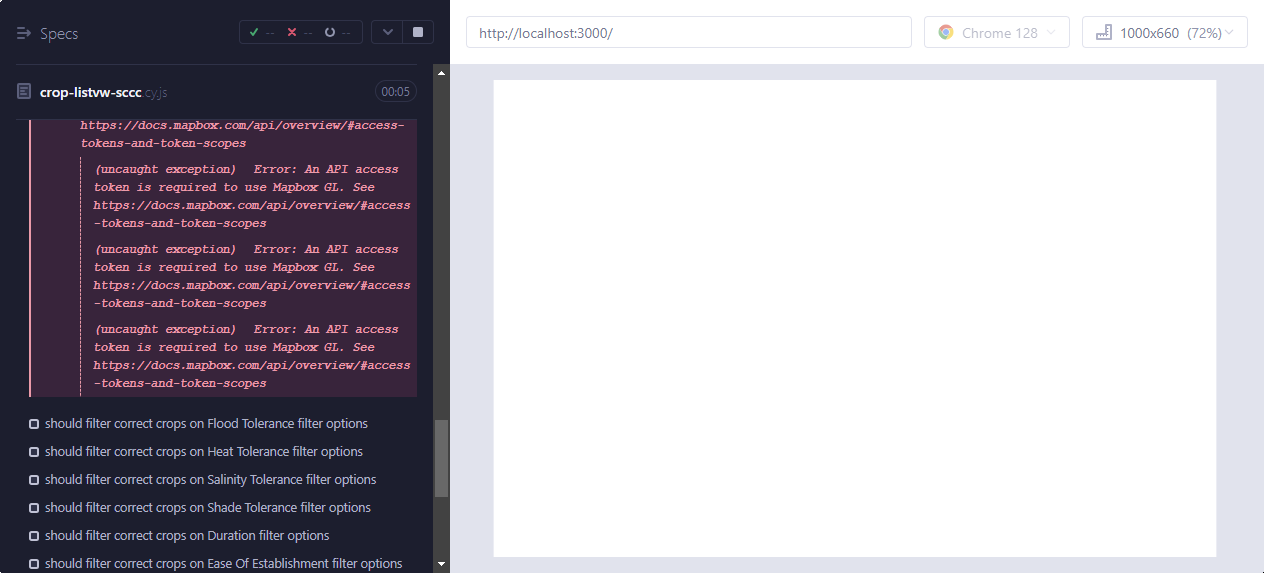 Specs
-- -- --
http://localhost:3000/
Chrome 128
1000x660 (72%)
crop-listvw-sccc.cy.js
00:05
https://docs.mapbox.com/api/overview/#access-
tokens-and-token-scopes
(uncaught exception) Error: An API access
token is required to use Mapbox GL. See
https://docs.mapbox.com/api/overview/#access
-tokens-and-token-scopes
(uncaught exception) Error: An API access
token is required to use Mapbox GL. See
https://docs.mapbox.com/api/overview/#access
-tokens-and-token-scopes
(uncaught exception) Error: An API access
token is required to use Mapbox GL. See
https://docs.mapbox.com/api/overview/#access
-tokens-and-token-scopes
should filter correct crops on Flood Tolerance filter options
should filter correct crops on Heat Tolerance filter options
should filter correct crops on Salinity Tolerance filter options
should filter correct crops on Shade Tolerance filter options
should filter correct crops on Duration filter options
should filter correct crops on Ease Of Establishment filter options